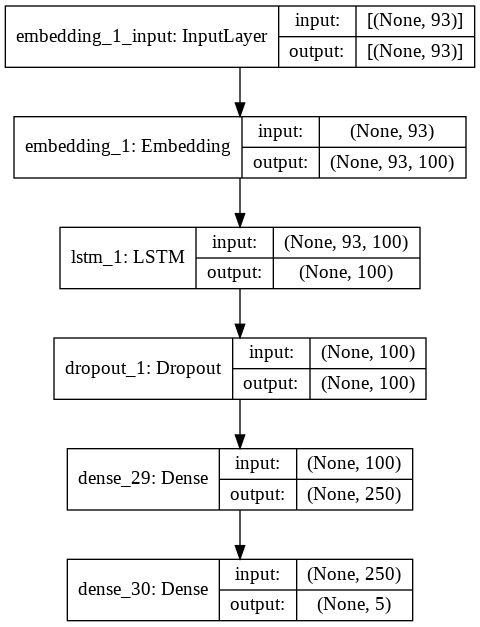 embedding_1_input: InputLayer
input:
[(None, 93)]
output:
[(None, 93)]
embedding_1: Embedding
input:
(None, 93)
output:
(None, 93, 100)
lstm_1: LSTM
input:
(None, 93, 100)
output:
(None, 100)
dropout_1: Dropout
input:
(None, 100)
output:
(None, 100)
dense_29: Dense
input:
(None, 100)
output:
(None, 250)
dense_30: Dense
input:
(None, 250)
output:
(None, 5)